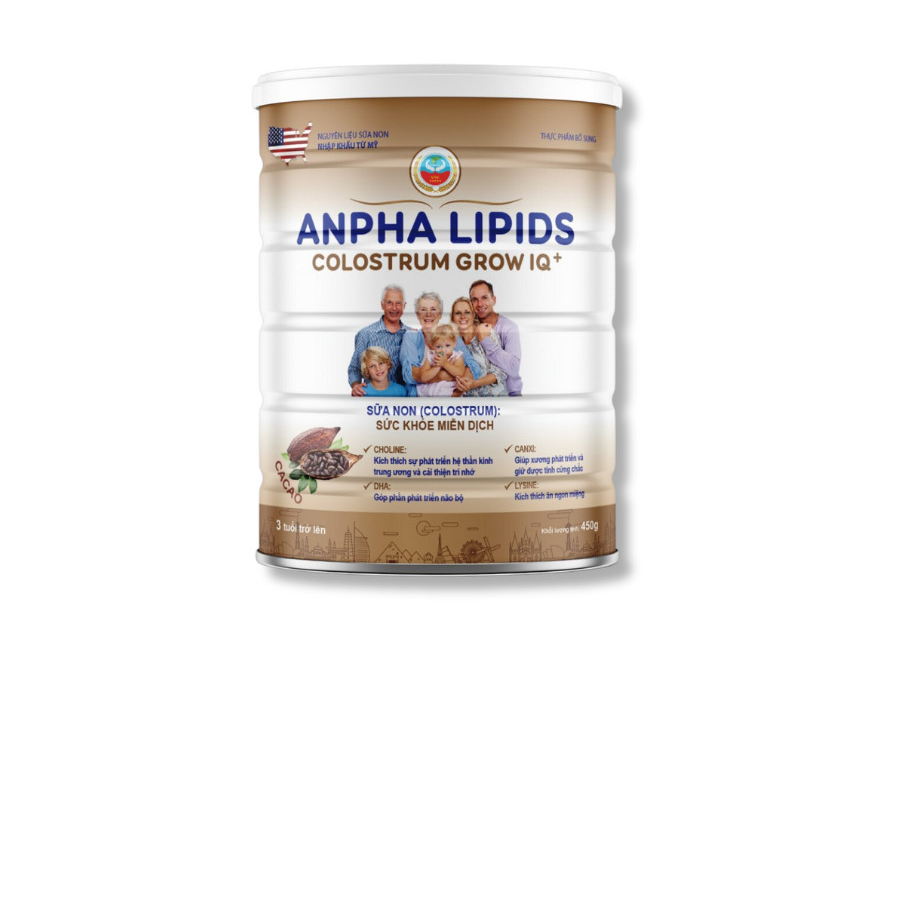 NGUYÊN LIỆU SỮA NON
NHẬP KHẨU TỪ MỸ
THỰC PHẨM BỔ SUNG
ANPHA LIPIDS
COLOSTRUM GROW IQ+
SỮA NON (COLOSTRUM):
SỨC KHỎE MIỄN DỊCH
CACAO
CHOLINE:
Kích thích sự phát triển hệ thần kinh
trung ương và cải thiện trí nhớ
DHA:
Góp phần phát triển não bộ
CANXI:
Giúp xương phát triển và
giữ được tính cứng chắc
LYSINE:
Kích thích ăn ngon miệng
3 tuổi trở lên
Khối lượng tịnh: 450g